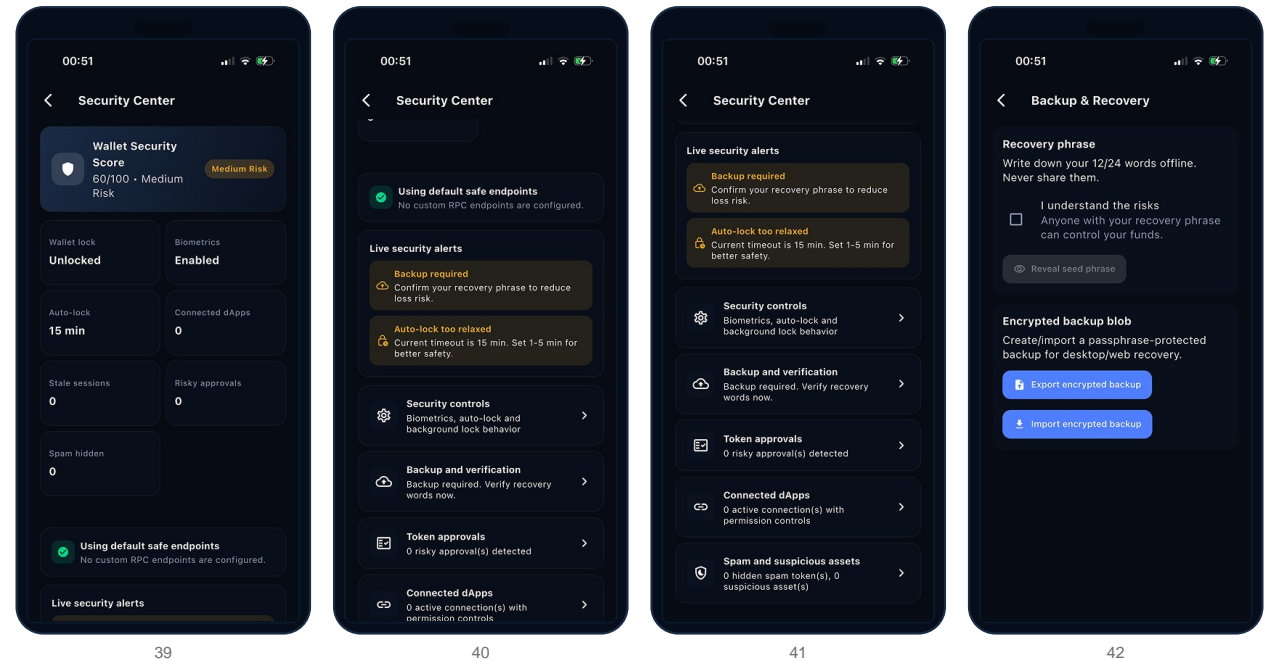 00:51
Security Center
Wallet Security
Score
60/100 • Medium
Risk
Medium Risk
Wallet lock
Unlocked
Biometrics
Enabled
Auto-lock
15 min
Connected dApps
0
Stale sessions
0
Risky approvals
0
Spam hidden
0
Using default safe endpoints
No custom RPC endpoints are configured.
Live security alerts
39
00:51
Security Center
Using default safe endpoints
No custom RPC endpoints are configured.
Live security alerts
Backup required
Confirm your recovery phrase to reduce
loss risk.
Auto-lock too relaxed
Current timeout is 15 min. Set 1-5 min for
better safety.
Security controls
Biometrics, auto-lock and
background lock behavior
Backup and verification
Backup required. Verify recovery
words now.
Token approvals
0 risky approval(s) detected
Connected dApps
0 active connection(s) with
permission controls
40
00:51
Security Center
Live security alerts
Backup required
Confirm your recovery phrase to reduce
loss risk.
Auto-lock too relaxed
Current timeout is 15 min. Set 1-5 min for
better safety.
Security controls
Biometrics, auto-lock and
background lock behavior
Backup and verification
Backup required. Verify recovery
words now.
Token approvals
0 risky approval(s) detected
Connected dApps
0 active connection(s) with
permission controls
Spam and suspicious assets
0 hidden spam token(s), 0
suspicious asset(s)
41
00:51
Backup & Recovery
Recovery phrase
Write down your 12/24 words offline.
Never share them.
I understand the risks
Anyone with your recovery phrase
can control your funds.
Reveal seed phrase
Encrypted backup blob
Create/import a passphrase-protected
backup for desktop/web recovery.
Export encrypted backup
Import encrypted backup
42